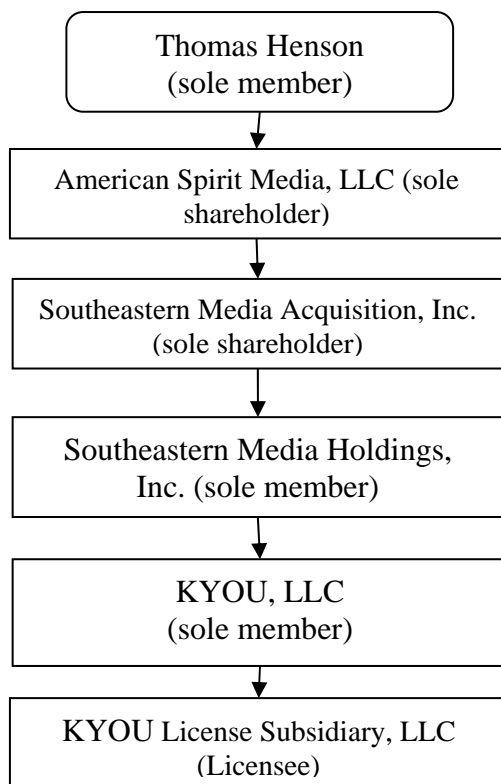 Thomas Henson
(sole member)
American Spirit Media, LLC (sole
shareholder)
Southeastern Media Acquisition, Inc.
(sole shareholder)
Southeastern Media Holdings,
Inc. (sole member)
KYOU, LLC
(sole member)
KYOU License Subsidiary, LLC
(Licensee)